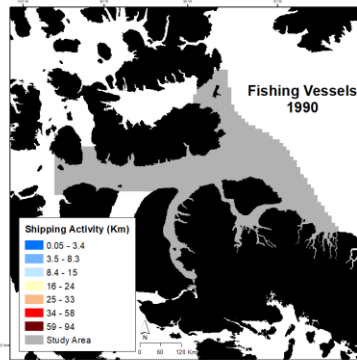 Fishing Vessels
1990
Shipping Activity (Km)
0.05 - 3.4
3.5 - 8.3
8.4 - 15
16 - 24
25 - 33
34 - 58
59 - 94
Study Area
N
0
60
120 Km